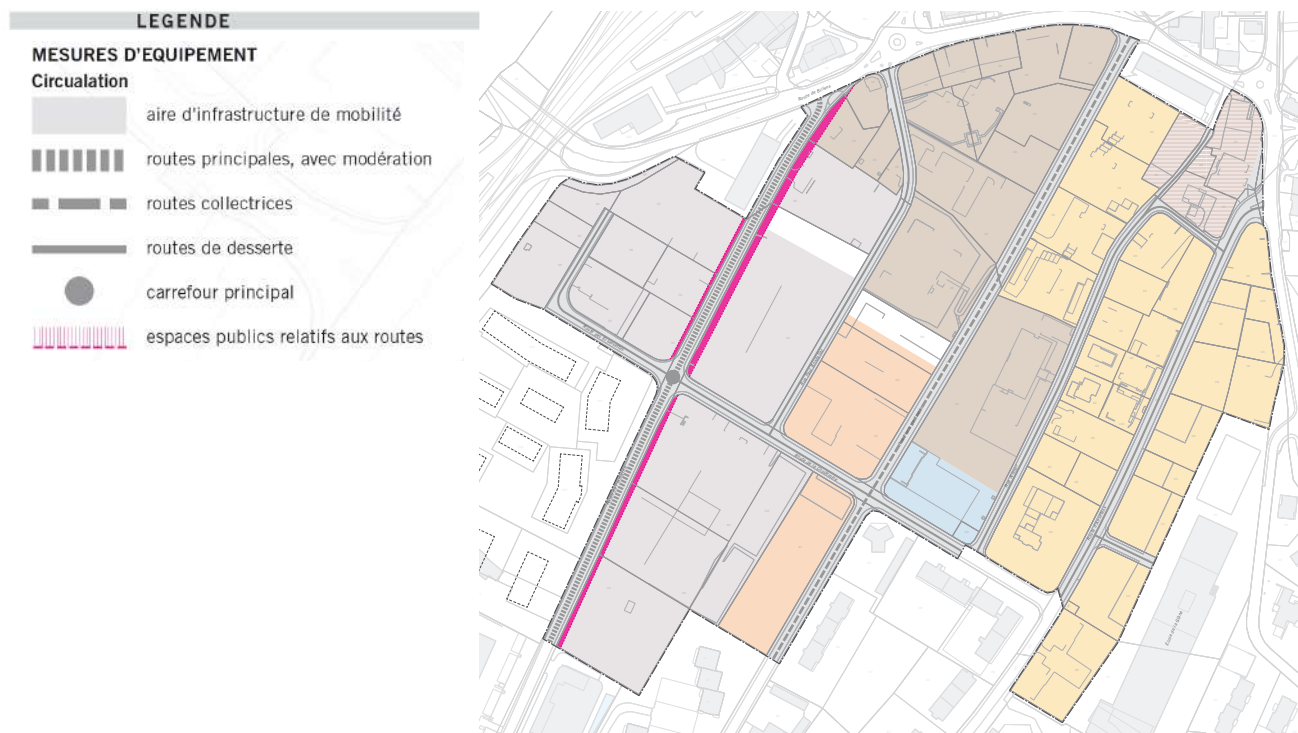 LEGENDE
MESURES D'EQUIPEMENT
Circualation
aire d'infrastructure de mobilité
routes principales, avec modération
routes collectrices
routes de desserte
carrefour principal
espaces publics relatifs aux routes